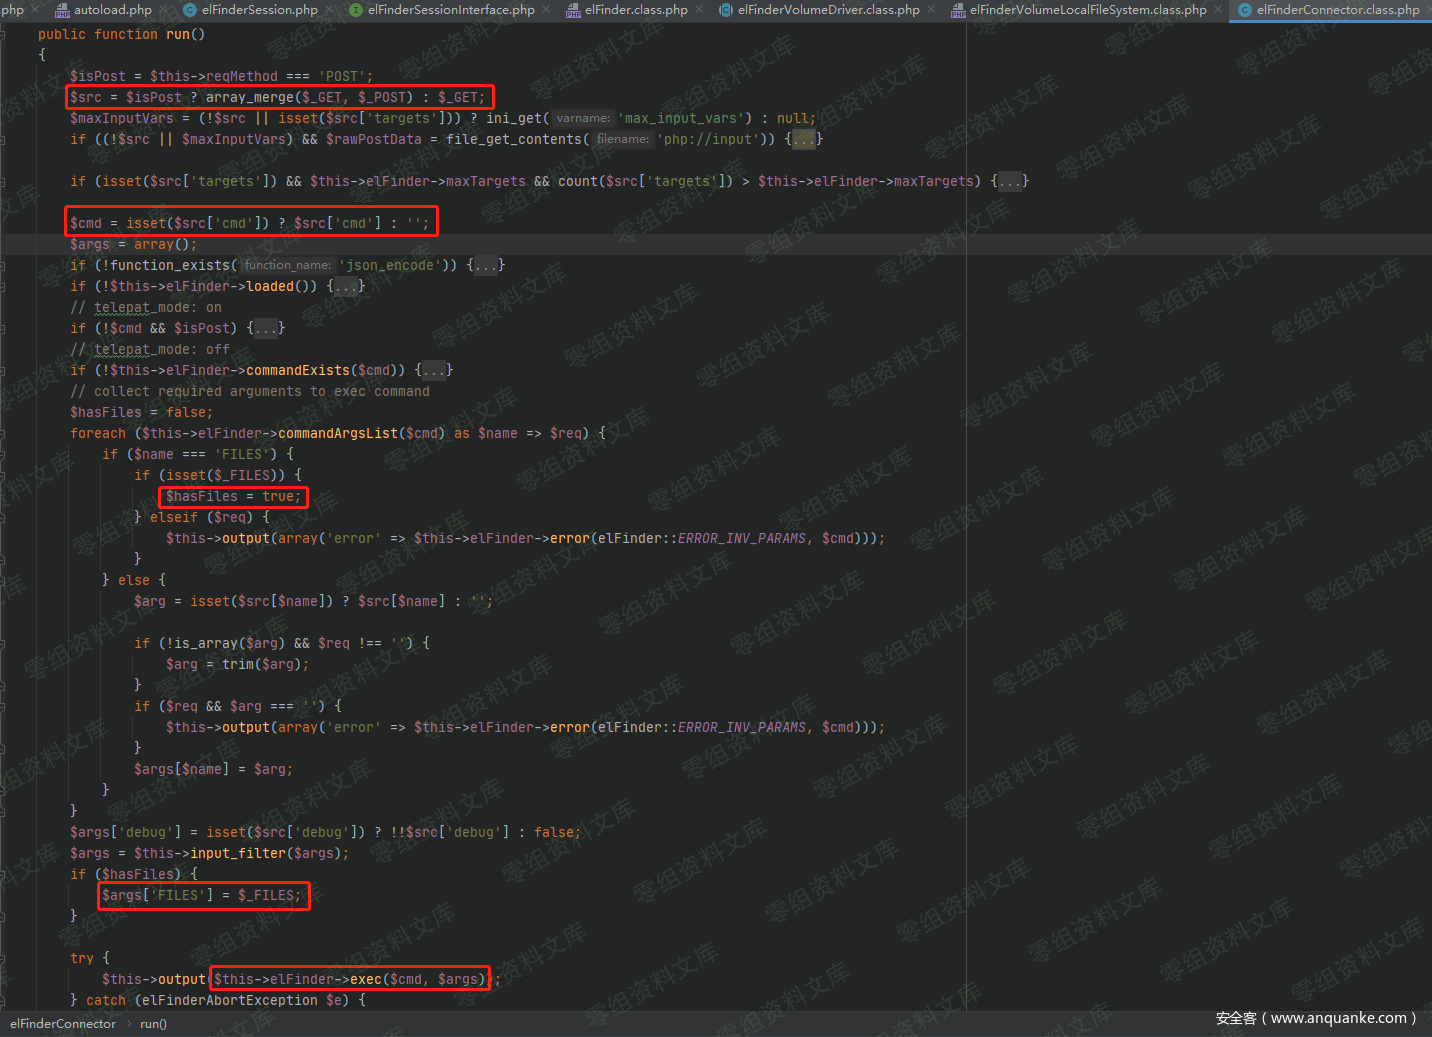 php × autoload.php × elFinderSession.php × elFinderSessionInterface.php × elFinder.class.php × elFinderVolumeDriver.class.php × elFinderVolumeLocalFileSystem.class.php × elFinderConnector.class.php ×
public function run()
{
    $isPost = $this->reqMethod === 'POST';
    $src = $isPost ? array_merge($_GET, $_POST) : $_GET;
    $maxInputVars = (!$src || isset($src['targets'])) ? ini_get( varname: 'max_input_vars') : null;
    if ((!$src || $maxInputVars) && $rawPostData = file_get_contents( filename: 'php://input')) {...}
    if (isset($src['targets']) && $this->elFinder->maxTargets && count($src['targets']) > $this->elFinder->maxTargets) {...}
    $cmd = isset($src['cmd']) ? $src['cmd'] : '';
    $args = array();
    if (!function_exists( function_name: 'json_encode')) {...}
    if (!$this->elFinder->loaded()) {...}
    // telepat_mode: on
    if (!$cmd && $isPost) {...}
    // telepat_mode: off
    if (!$this->elFinder->commandExists($cmd)) {...}
    // collect required arguments to exec command
    $hasFiles = false;
    foreach ($this->elFinder->commandArgsList($cmd) as $name => $req) {
        if ($name === 'FILES') {
            if (isset($_FILES)) {
                $hasFiles = true;
            } elseif ($req) {
                $this->output(array('error' => $this->elFinder->error(elFinder::ERROR_INV_PARAMS, $cmd)));
            }
        } else {
            $arg = isset($src[$name]) ? $src[$name] : '';
            if (!is_array($arg) && $req !== '') {
                $arg = trim($arg);
            }
            if ($req && $arg === '') {
                $this->output(array('error' => $this->elFinder->error(elFinder::ERROR_INV_PARAMS, $cmd)));
            }
            $args[$name] = $arg;
        }
    }
    $args['debug'] = isset($src['debug']) ? !!$src['debug'] : false;
    $args = $this->input_filter($args);
    if ($hasFiles) {
        $args['FILES'] = $_FILES;
    }
    try {
        $this->output($this->elFinder->exec($cmd, $args));
    } catch (elFinderAbortException $e) {
elFinderConnector › run()
安全客 ( www.anquanke.com )
零组资料文库